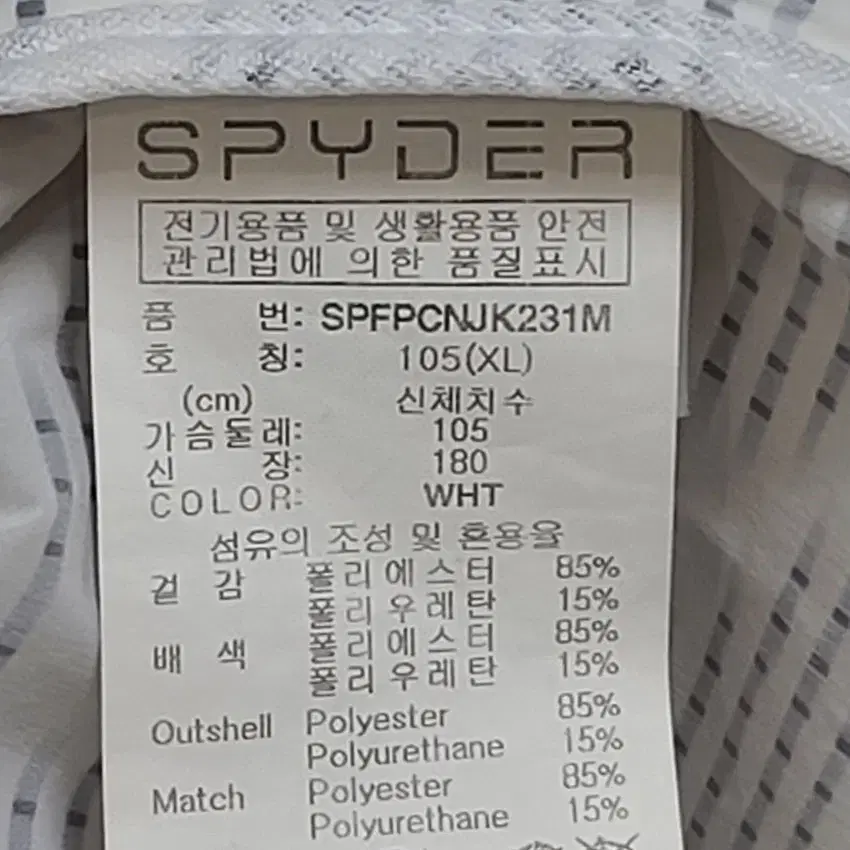 SPYDER
전기용품 및 생활용품 안전
관리법에 의한 품질표시
품 번: SPFPCNJK231M
호 칭: 105(XL)
(cm) 신체치수
가슴둘레: 105
신 장: 180
COLOR: WHT
섬유의 조성 및 혼용율
겉 감 폴리에스터 85%
폴리우레탄 15%
배 색 폴리에스터 85%
폴리우레탄 15%
Outshell Polyester 85%
Polyurethane 15%
Match Polyester 85%
Polyurethane 15%